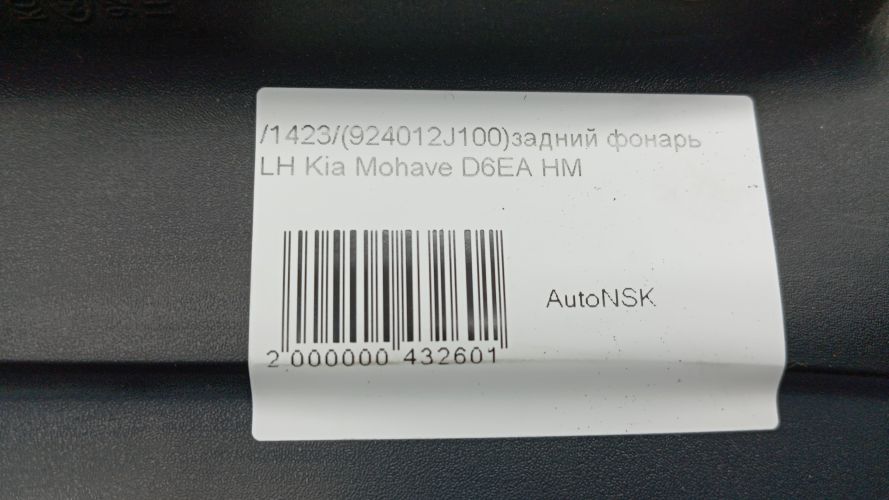 /1423/(924012J100)задний фонарь
LH Kia Mohave D6EA HM
AutoNSK
2 000000 432601